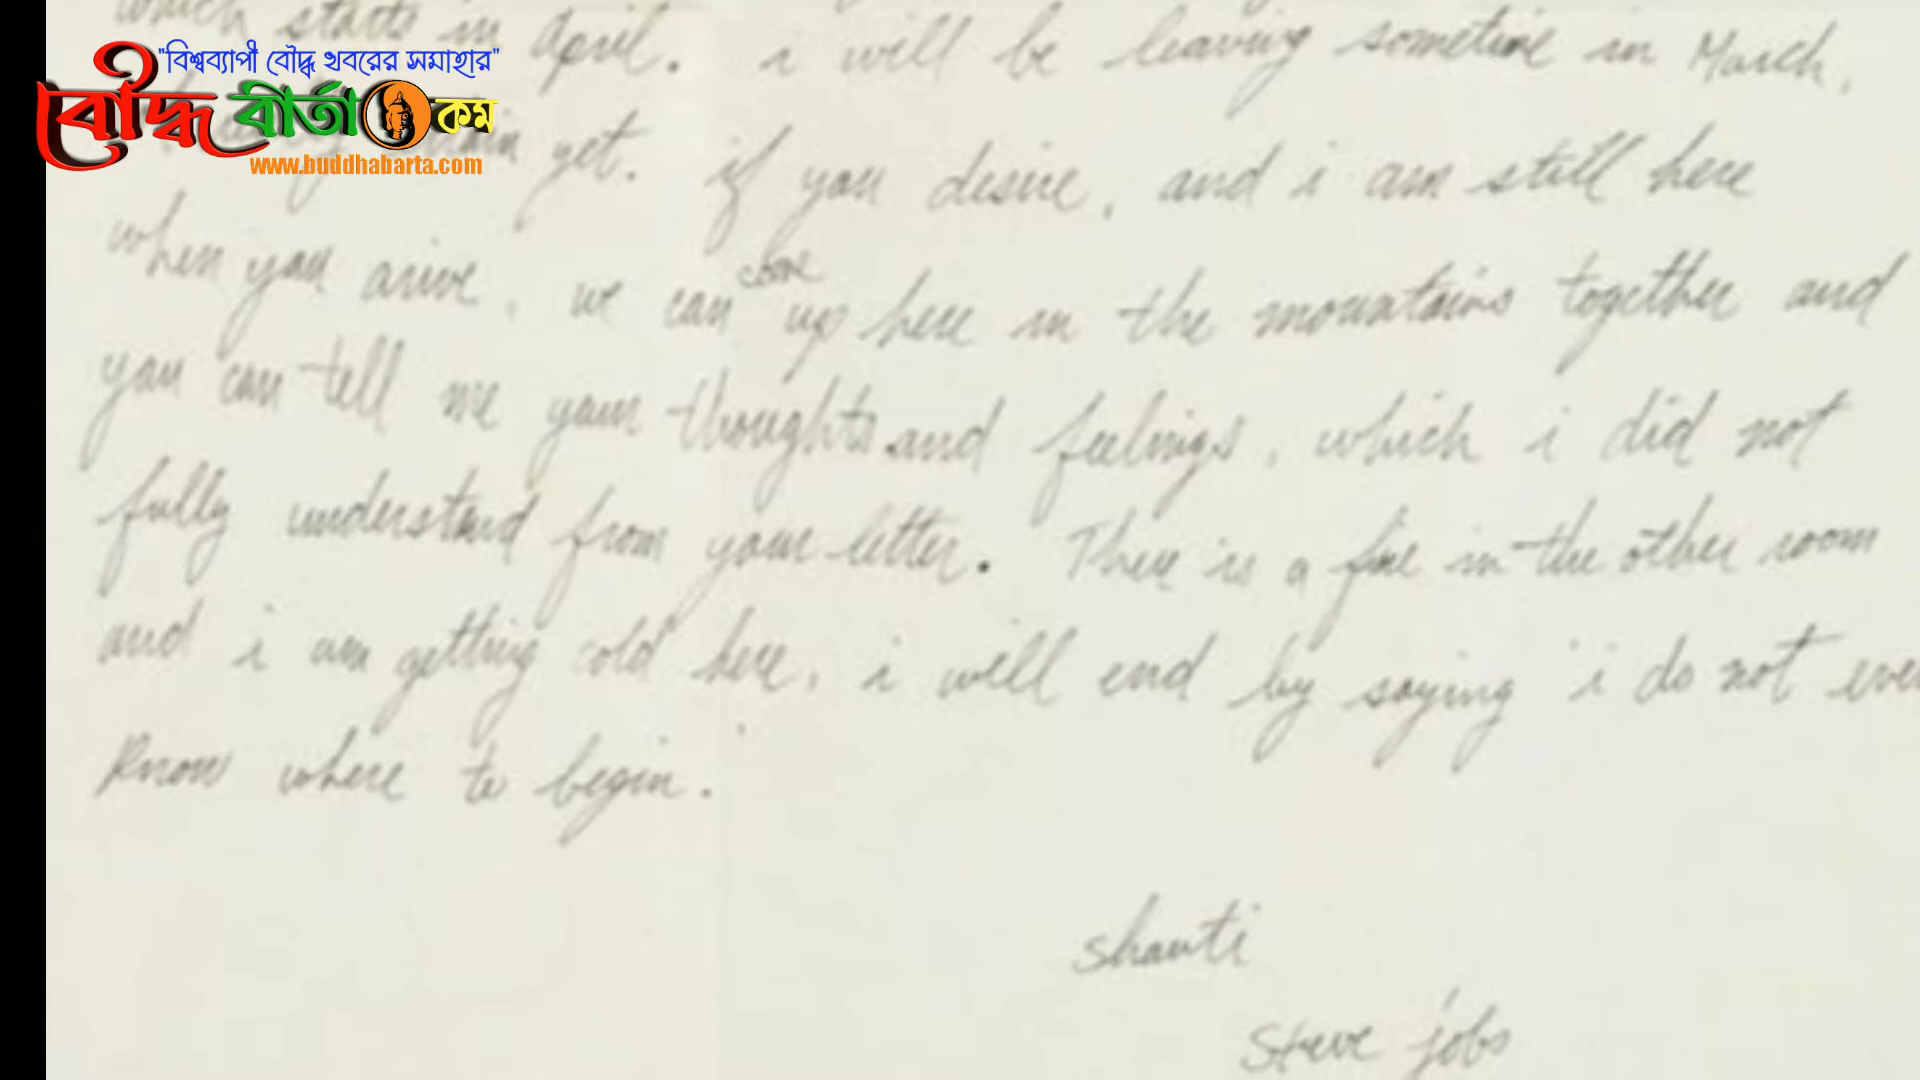 "বিশ্বব্যাপী বৌদ্ধ খবরের সমাহার"
বৌদ্ধ বার্তা কম
www.buddhabarta.com
which starts in April. i will be leaving sometime in March,
yet. if you desire, and i am still here
when you arive, we can come up here in the mountains together and
you can tell me your thoughts and feelings, which i did not
fully understand from your letter. There is a fire in the other room
and i am getting cold here. i will end by saying i do not even
know where to begin.
shanti
steve jobs